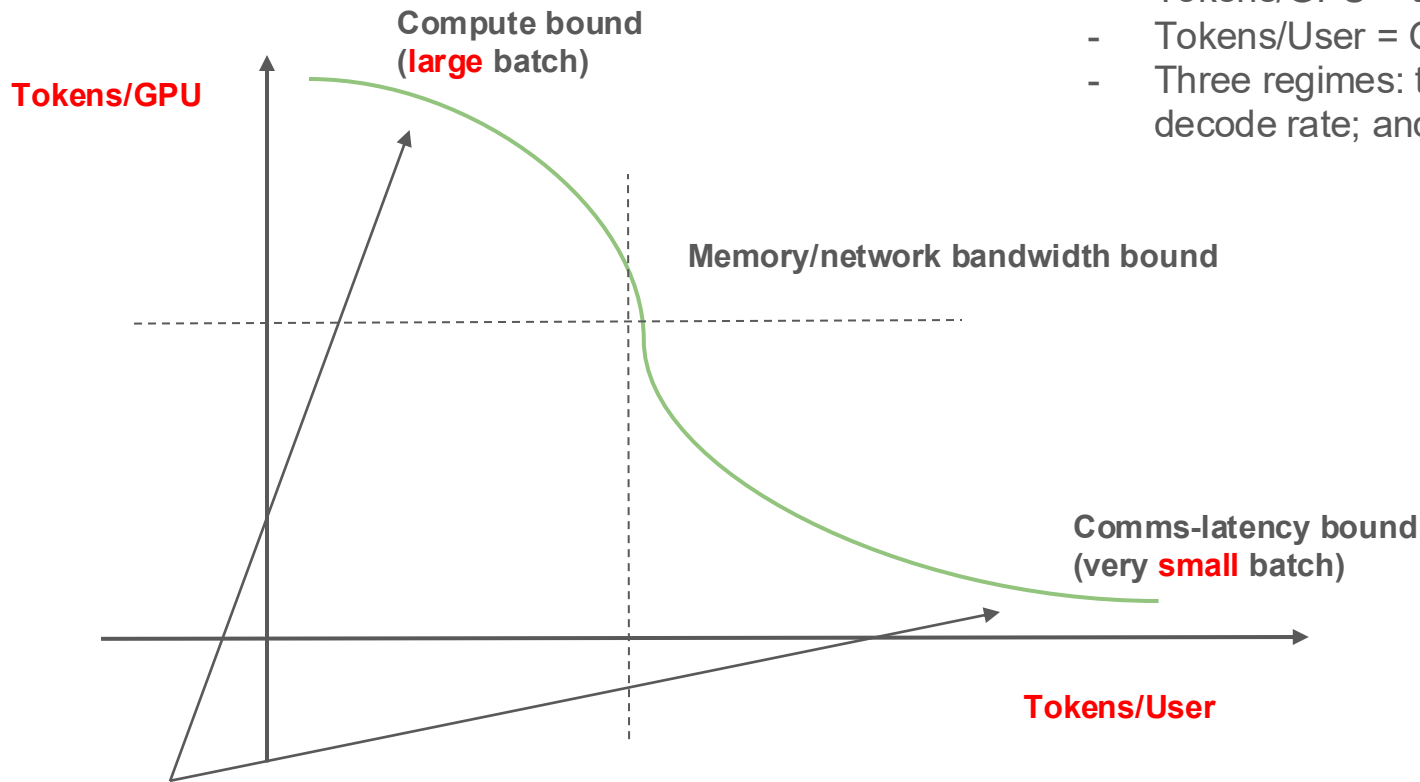 Compute bound
(large batch)
Tokens/GPU
-
Tokens/User =
-
Three regimes:
decode rate;
Memory/network bandwidth bound
Comms-latency bound
(very small batch)
Tokens/User